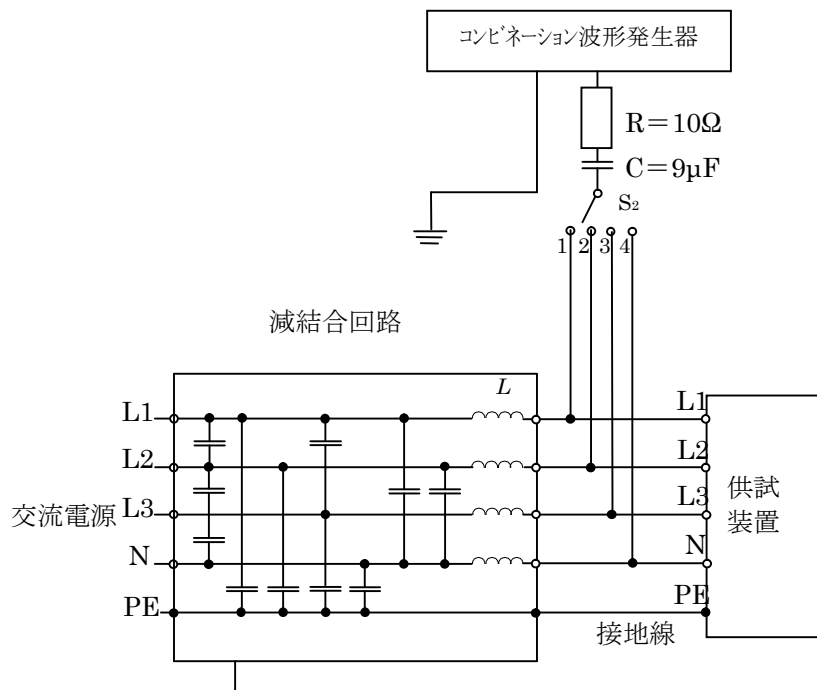 コンビネーション波形発生器
R＝10Ω
C＝9μF
S2
1 2 3 4
減結合回路
L
L1 L1
L2 L2
交流電源 L3 L3 供試
装置
N N
PE PE
接地線